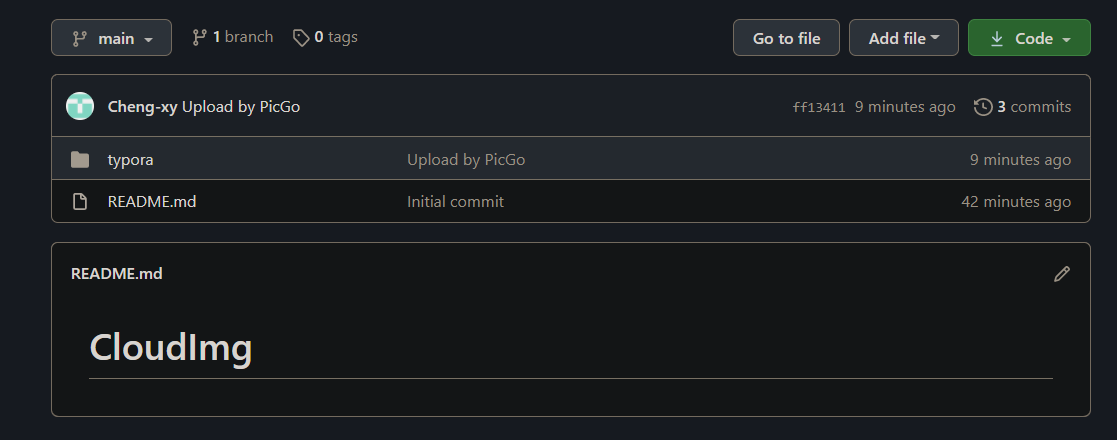 main 1 branch 0 tags Go to file Add file Code
Cheng-xy Upload by PicGo ff13411 9 minutes ago 3 commits
typora Upload by PicGo 9 minutes ago
README.md Initial commit 42 minutes ago
README.md
CloudImg